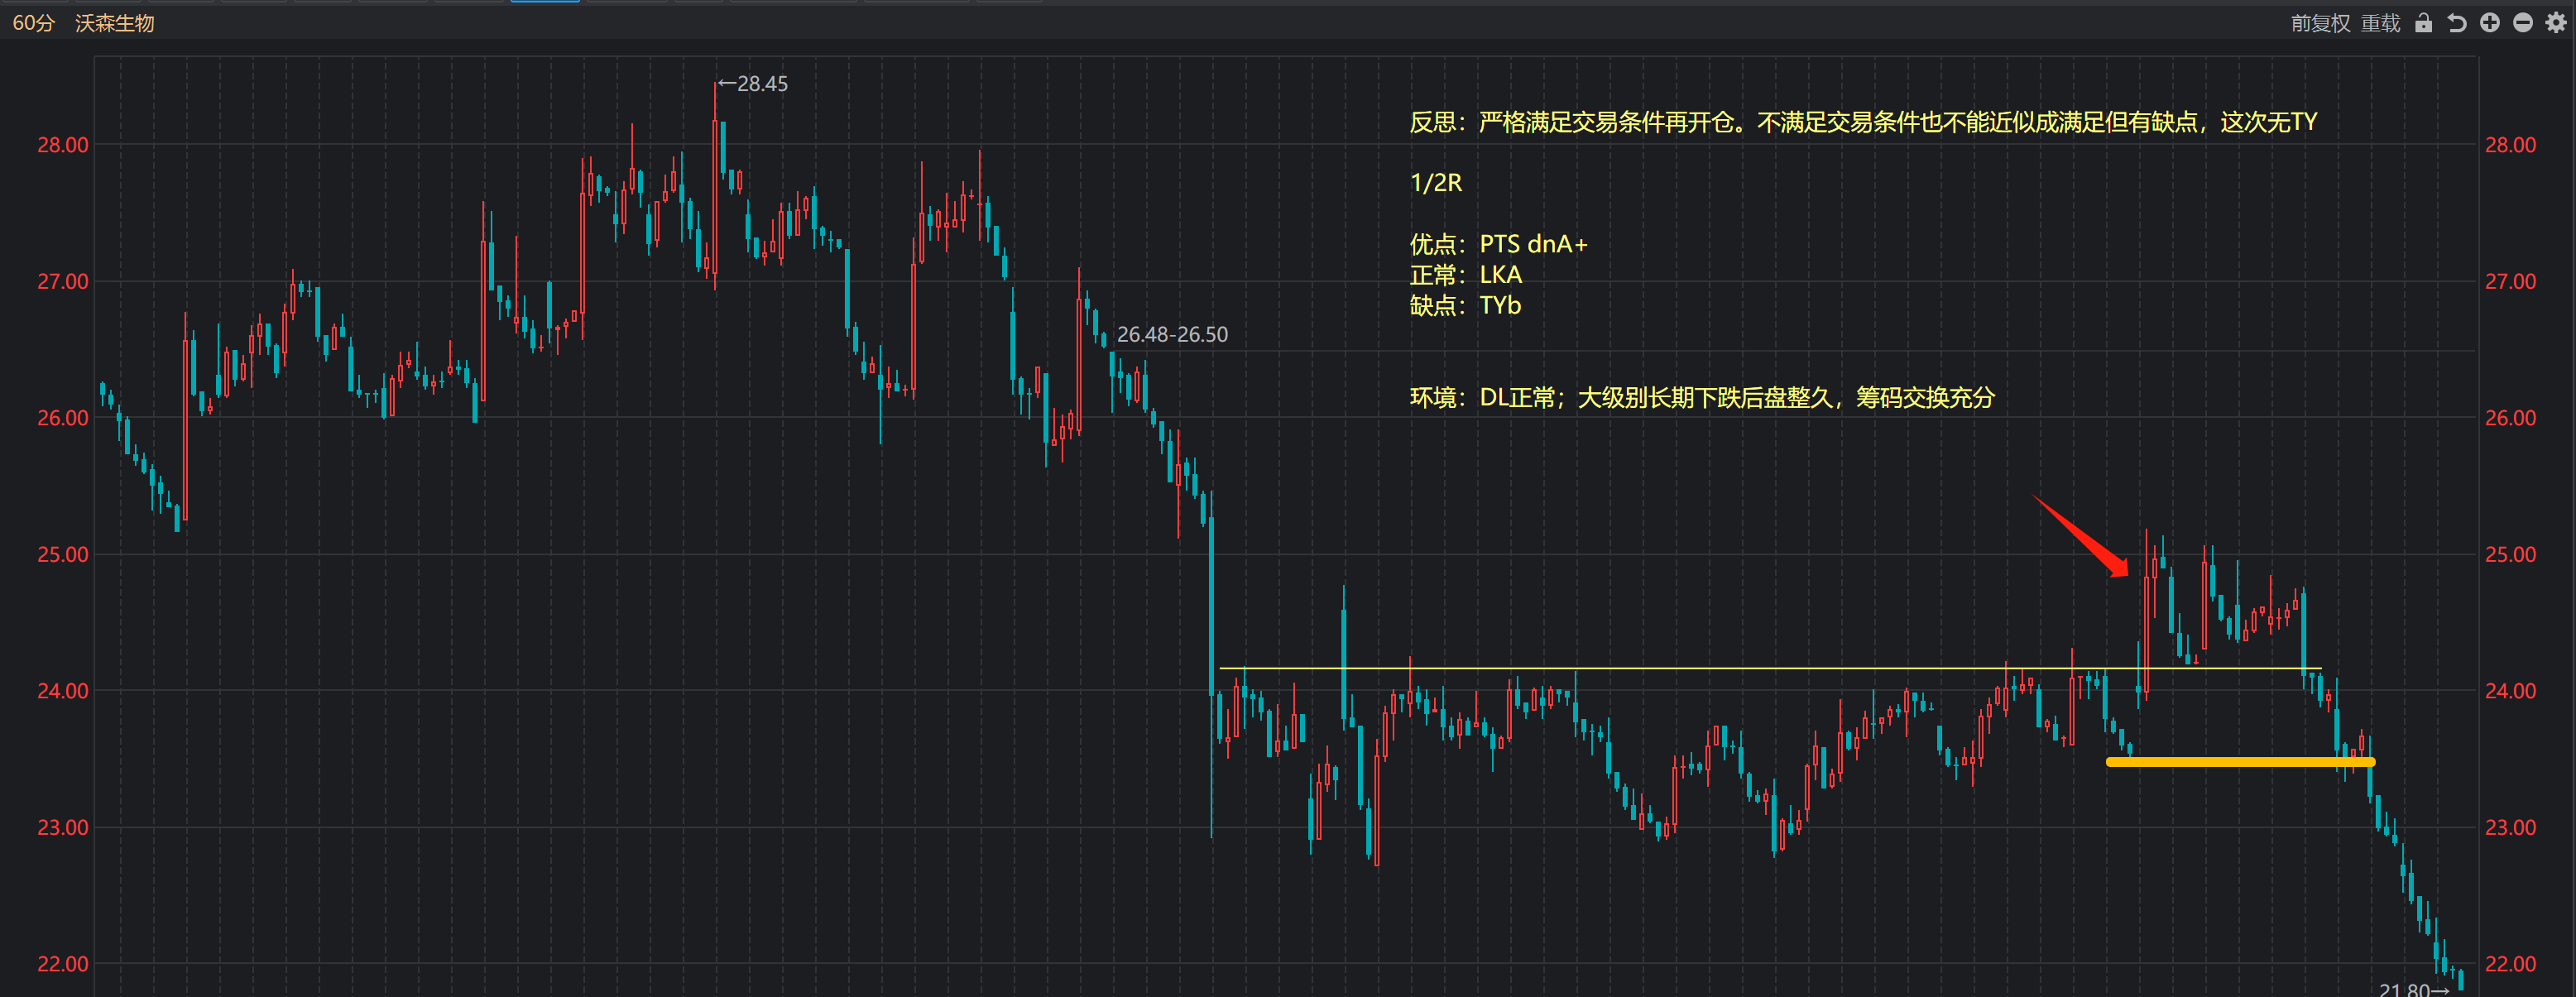 60分 沃森生物 前复权 重载
←28.45
反思：严格满足交易条件再开仓。不满足交易条件也不能近似成满足但有缺点，这次无TY
28.00 28.00
1/2R
优点：PTS dnA+
正常：LKA
27.00 27.00
缺点：TYb
26.48-26.50
环境：DL正常；大级别长期下跌后盘整久，筹码交换充分
26.00 26.00
25.00 25.00
24.00 24.00
23.00 23.00
22.00 22.00
21.80→